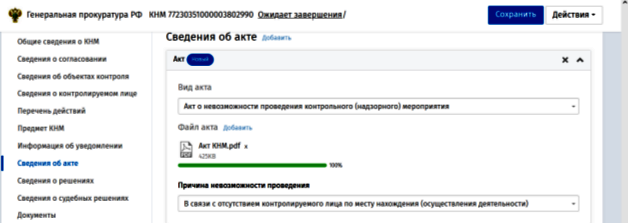 Генеральная прокуратура РФ КНМ 77230351000003802990 Ожидает завершения/
Сохранить
Действия
Общие сведения о КНМ
Сведения о согласовании
Сведения об объектах контроля
Сведения о контролируемом лице
Перечень действий
Предмет КНМ
Информация об уведомлении
Сведения об акте
Сведения о решениях
Сведения о судебных решениях
Документы
Сведения об акте Добавить
Акт
Вид акта
Акт о невозможности проведения контрольного (надзорного) мероприятия
Файл акта Добавить
Акт КНМ.pdf x
425KB
100%
Причина невозможности проведения
В связи с отсутствием контролируемого лица по месту нахождения (осуществления деятельности)